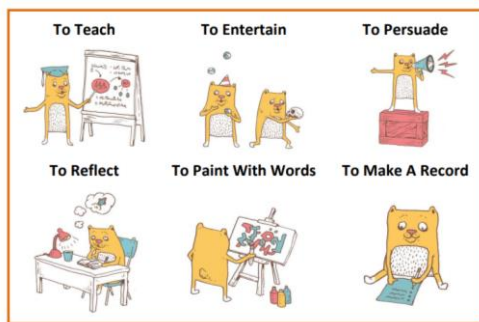 To Teach
To Entertain
To Persuade
To Reflect
To Paint With Words
To Make A Record